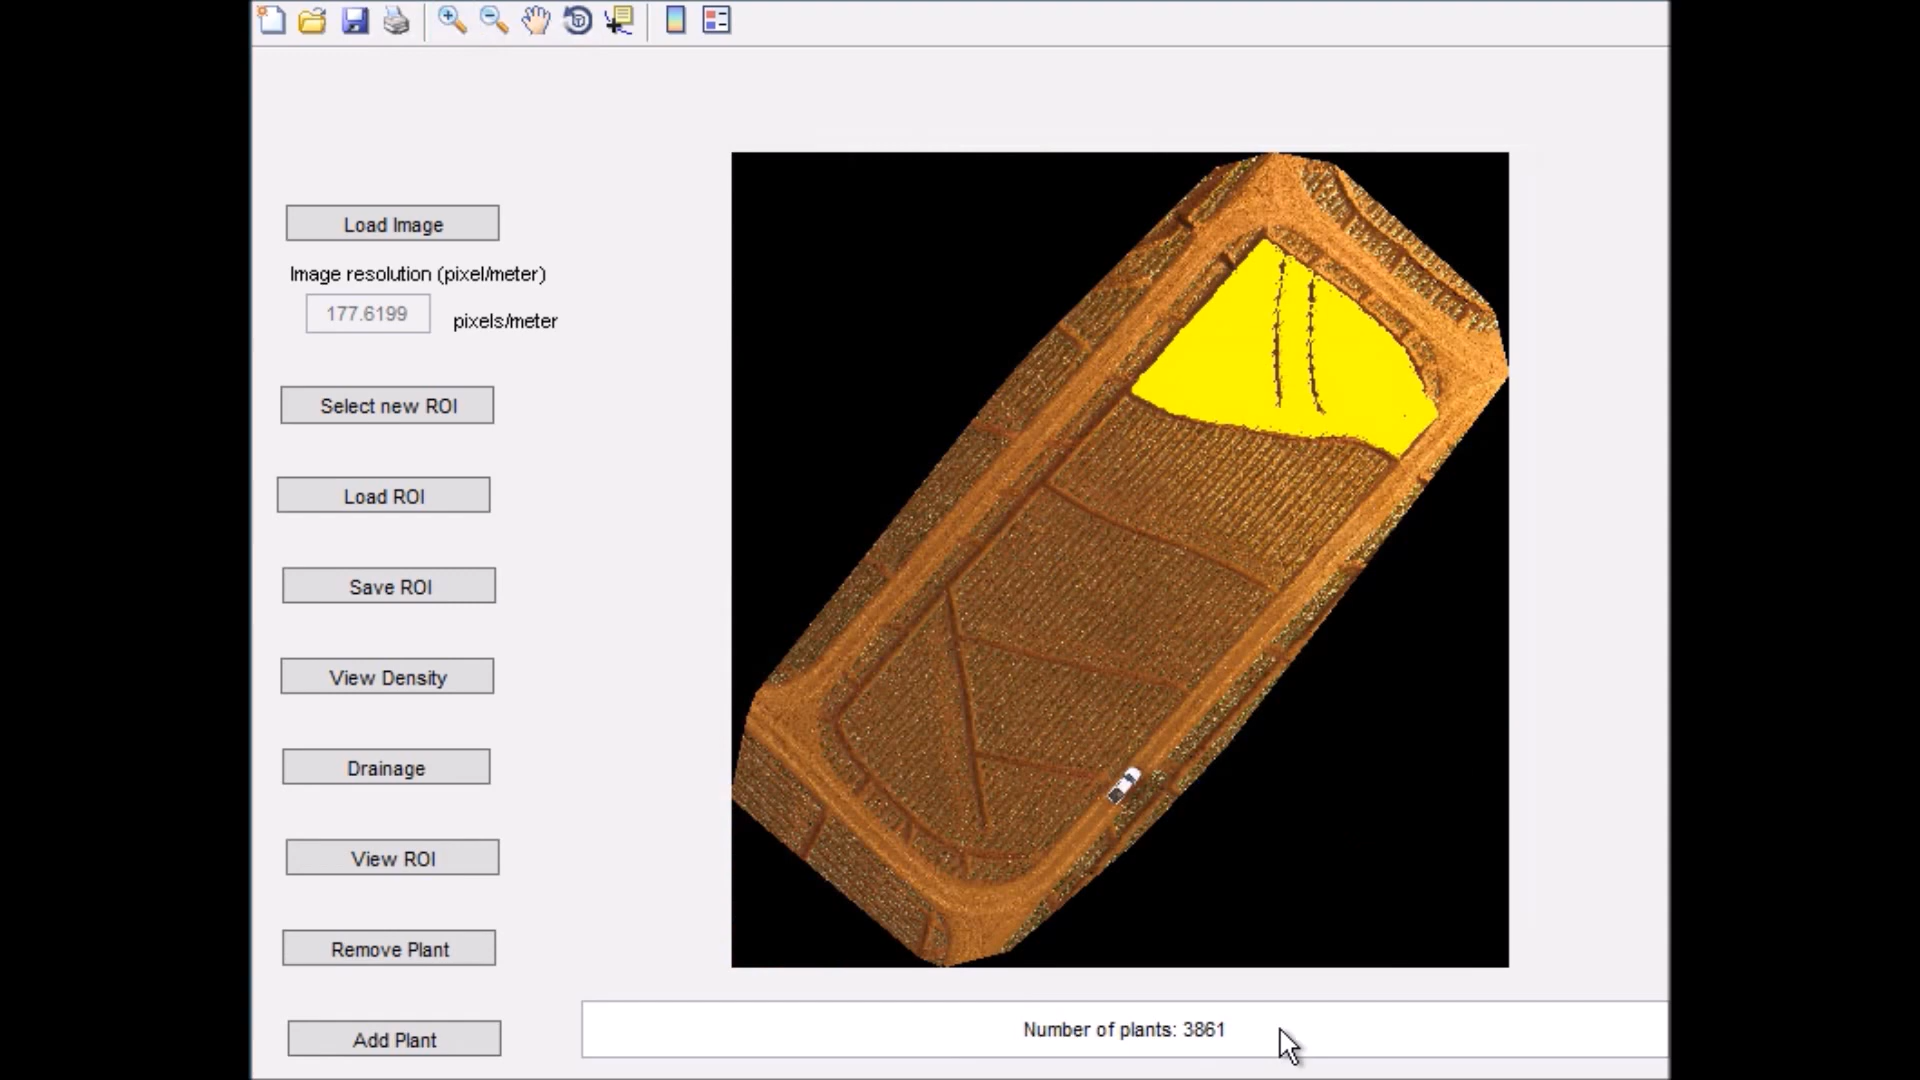 Load Image
Image resolution (pixel/meter)
177.6199 pixels/meter
Select new ROI
Load ROI
Save ROI
View Density
Drainage
View ROI
Remove Plant
Add Plant
Number of plants: 3861